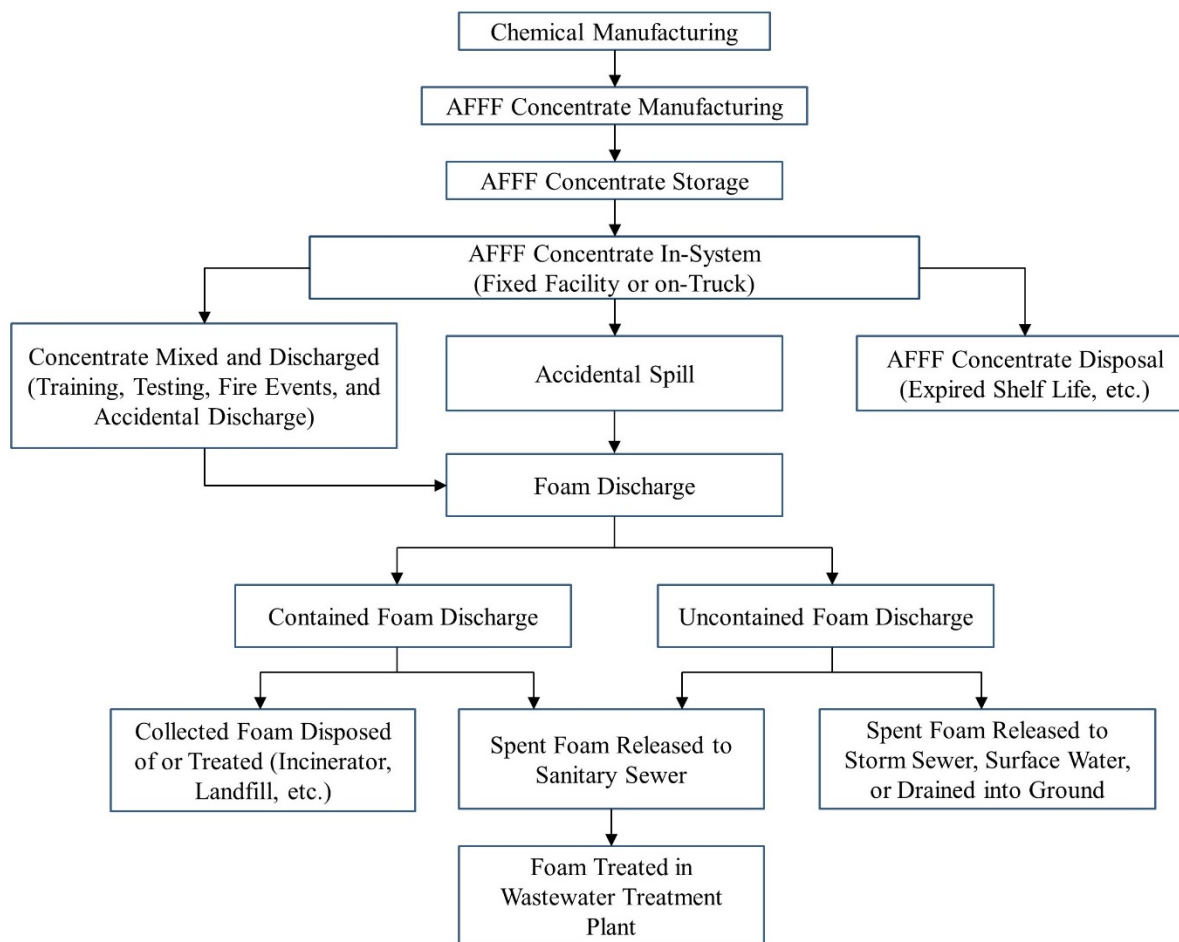 Chemical Manufacturing
AFFF Concentrate Manufacturing
AFFF Concentrate Storage
AFFF Concentrate In-System
(Fixed Facility or on-Truck)
Concentrate Mixed and Discharged
(Training, Testing, Fire Events, and
Accidental Discharge)
Accidental Spill
AFFF Concentrate Disposal
(Expired Shelf Life, etc.)
Foam Discharge
Contained Foam Discharge
Uncontained Foam Discharge
Collected Foam Disposed
of or Treated (Incinerator,
Landfill, etc.)
Spent Foam Released to
Sanitary Sewer
Spent Foam Released to
Storm Sewer, Surface Water,
or Drained into Ground
Foam Treated in
Wastewater Treatment
Plant